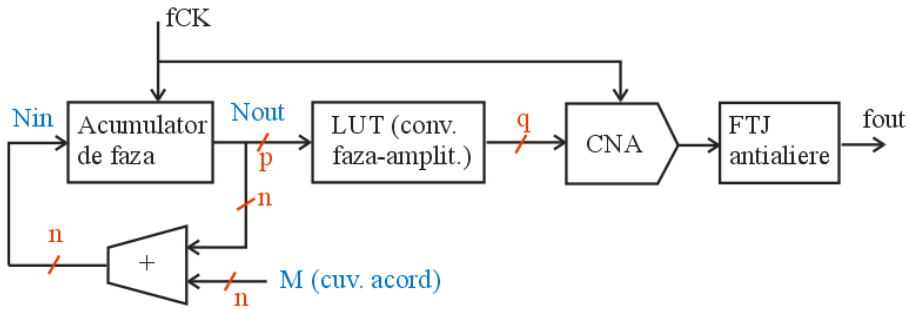 fCK
Nin
Acumulator
de faza
Nout
p
LUT (conv.
faza-amplit.)
q
CNA
FTJ
antialiere
fout
n
n
+
n
M (cuv. acord)